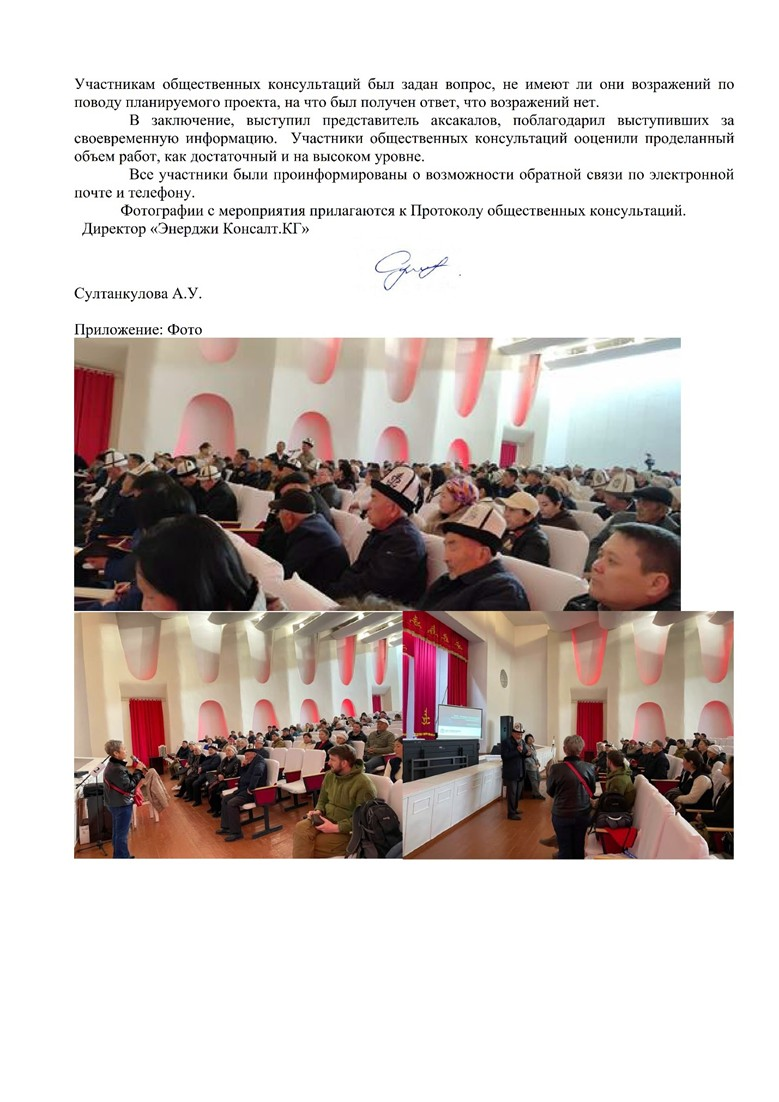 Участникам общественных консультаций был задан вопрос, не имеют ли они возражений по
поводу планируемого проекта, на что был получен ответ, что возражений нет.
В заключение, выступил представитель аксакалов, поблагодарил выступивших за
своевременную информацию. Участники общественных консультаций ооценили проделанный
объем работ, как достаточный и на высоком уровне.
Все участники были проинформированы о возможности обратной связи по электронной
почте и телефону.
Фотографии с мероприятия прилагаются к Протоколу общественных консультаций.
Директор «Энерджи Консалт.КГ»
Султанкулова А.У.
Приложение: Фото